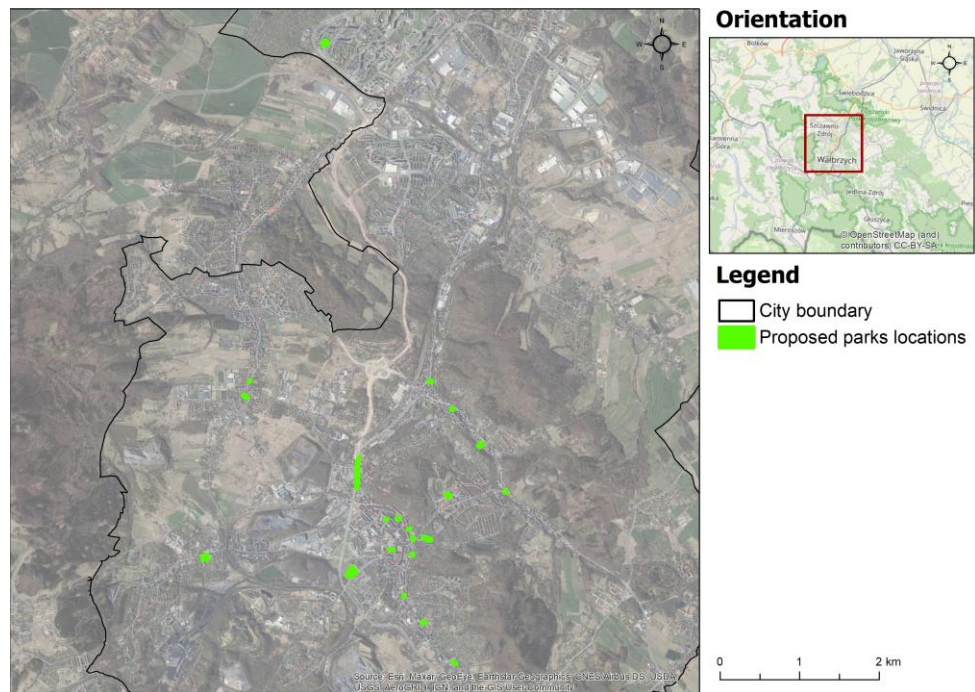 N
W
E
S
Source: Esri, Maxar, GeoEye, Earthstar Geographics, CNES/Airbus DS, USDA,
USGS, AeroGRID, IGN, and the GIS User Community
Orientation
Bolków
Jaworzyna
Śląska
N
W
E
S
Świebodzice
Świdnica
Szczawno-
Zdrój
Kamienna
Góra
Wałbrzych
Jedlina-Zdrój
Głuszyca
Mieroszów
© OpenStreetMap (and)
contributors, CC-BY-SA
Legend
City boundary
Proposed parks locations
0 1 2 km